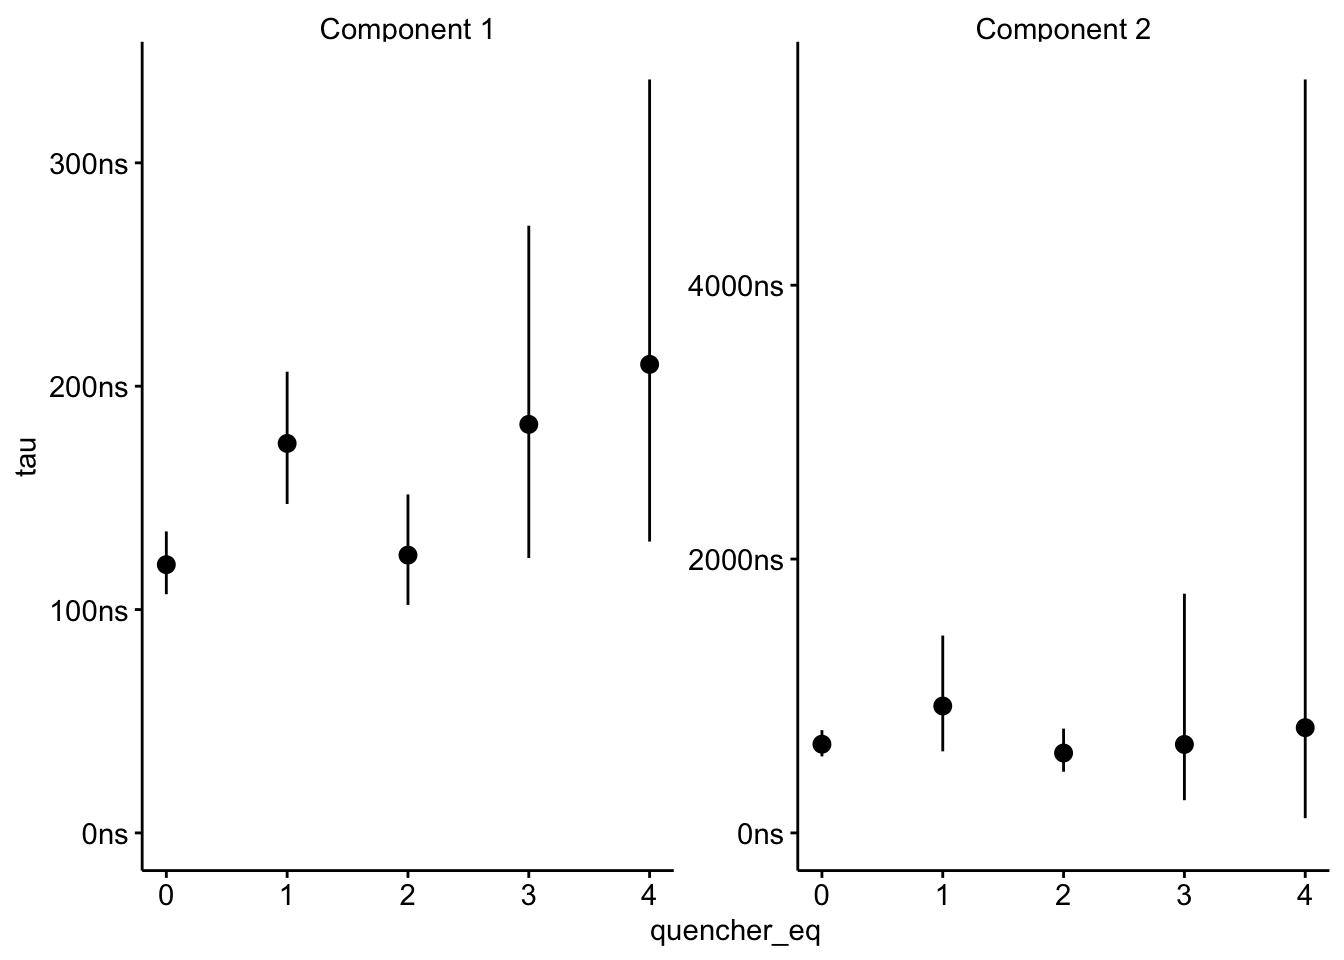 Component 1
Component 2
tau
300ns
200ns
100ns
0ns
4000ns
2000ns
0ns
0 1 2 3 4
0 1 2 3 4
quencher_eq